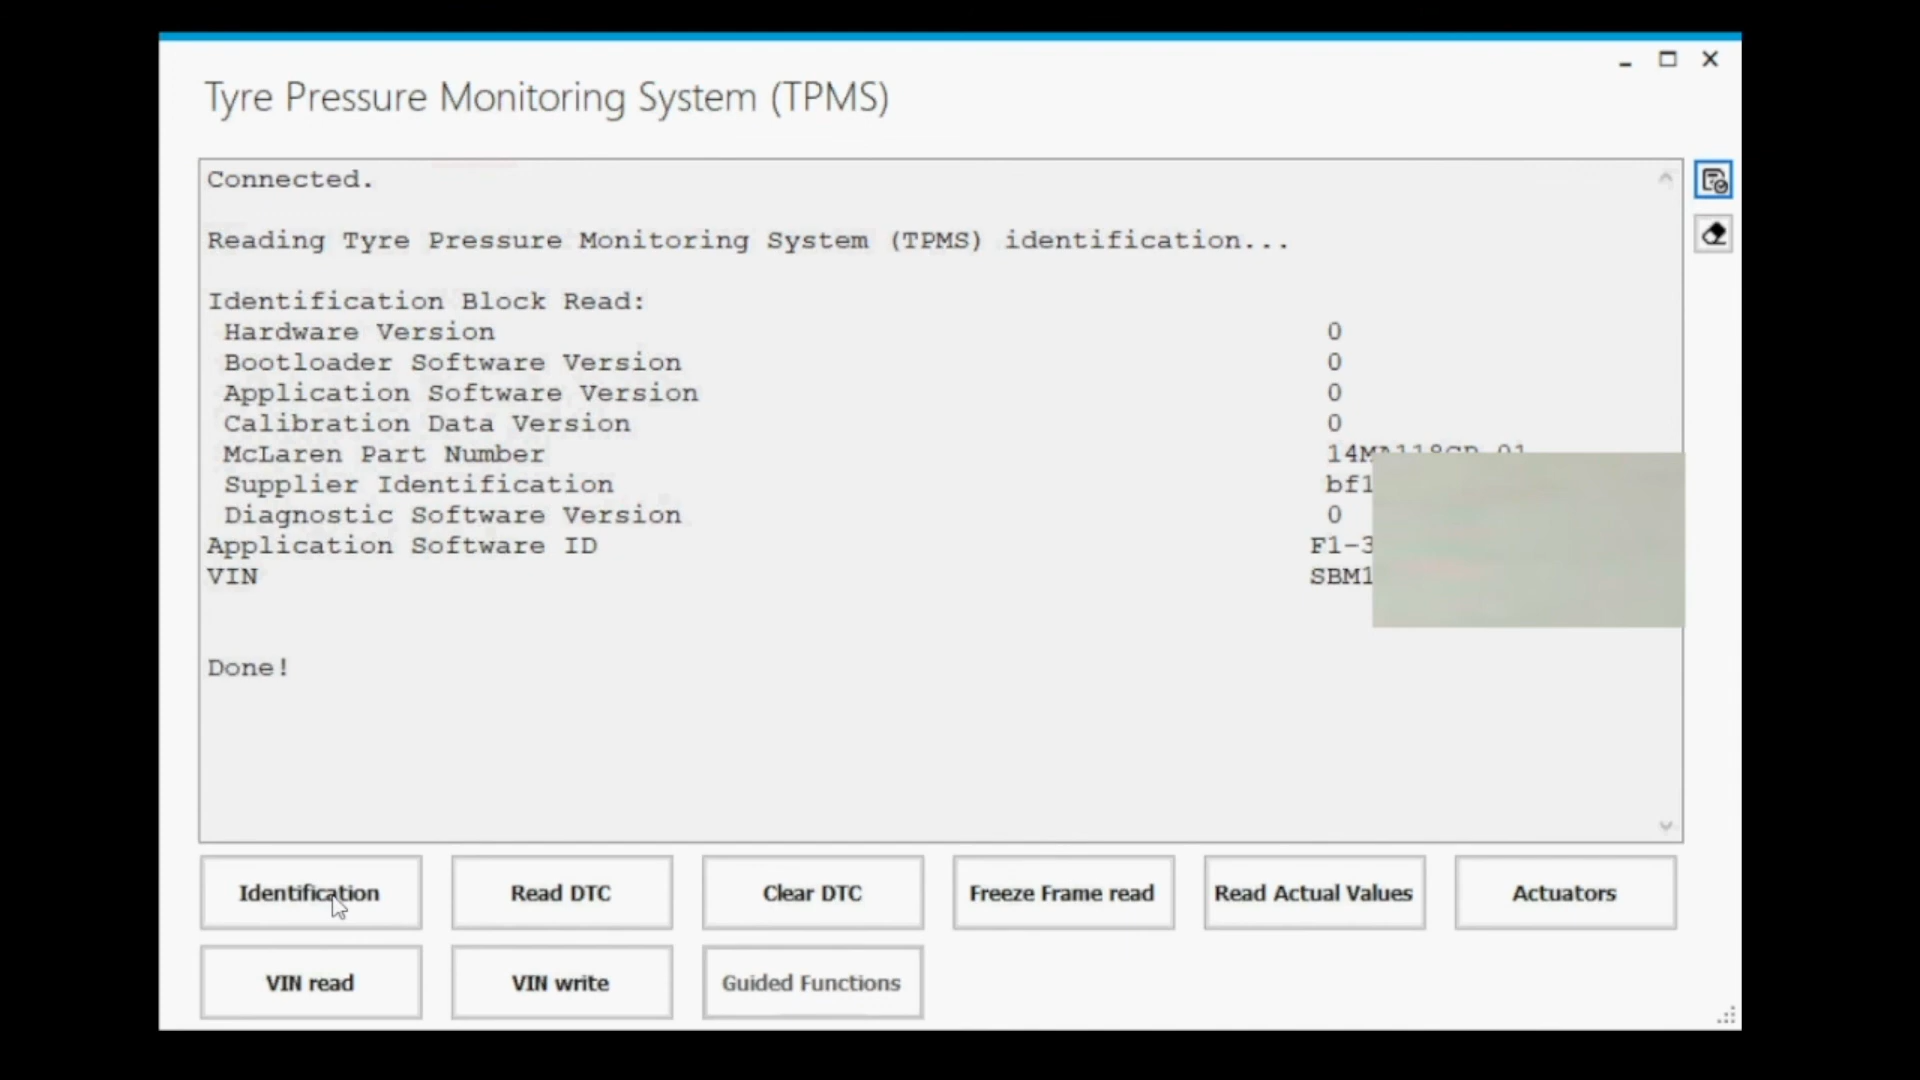 Tyre Pressure Monitoring System (TPMS)
Connected.
Reading Tyre Pressure Monitoring System (TPMS) identification...
Identification Block Read:
Hardware Version 0
Bootloader Software Version 0
Application Software Version 0
Calibration Data Version 0
McLaren Part Number
Supplier Identification bf1
Diagnostic Software Version 0
Application Software ID F1-3
VIN SBM1
Done!
Identification Read DTC Clear DTC Freeze Frame read Read Actual Values Actuators
VIN read VIN write Guided Functions